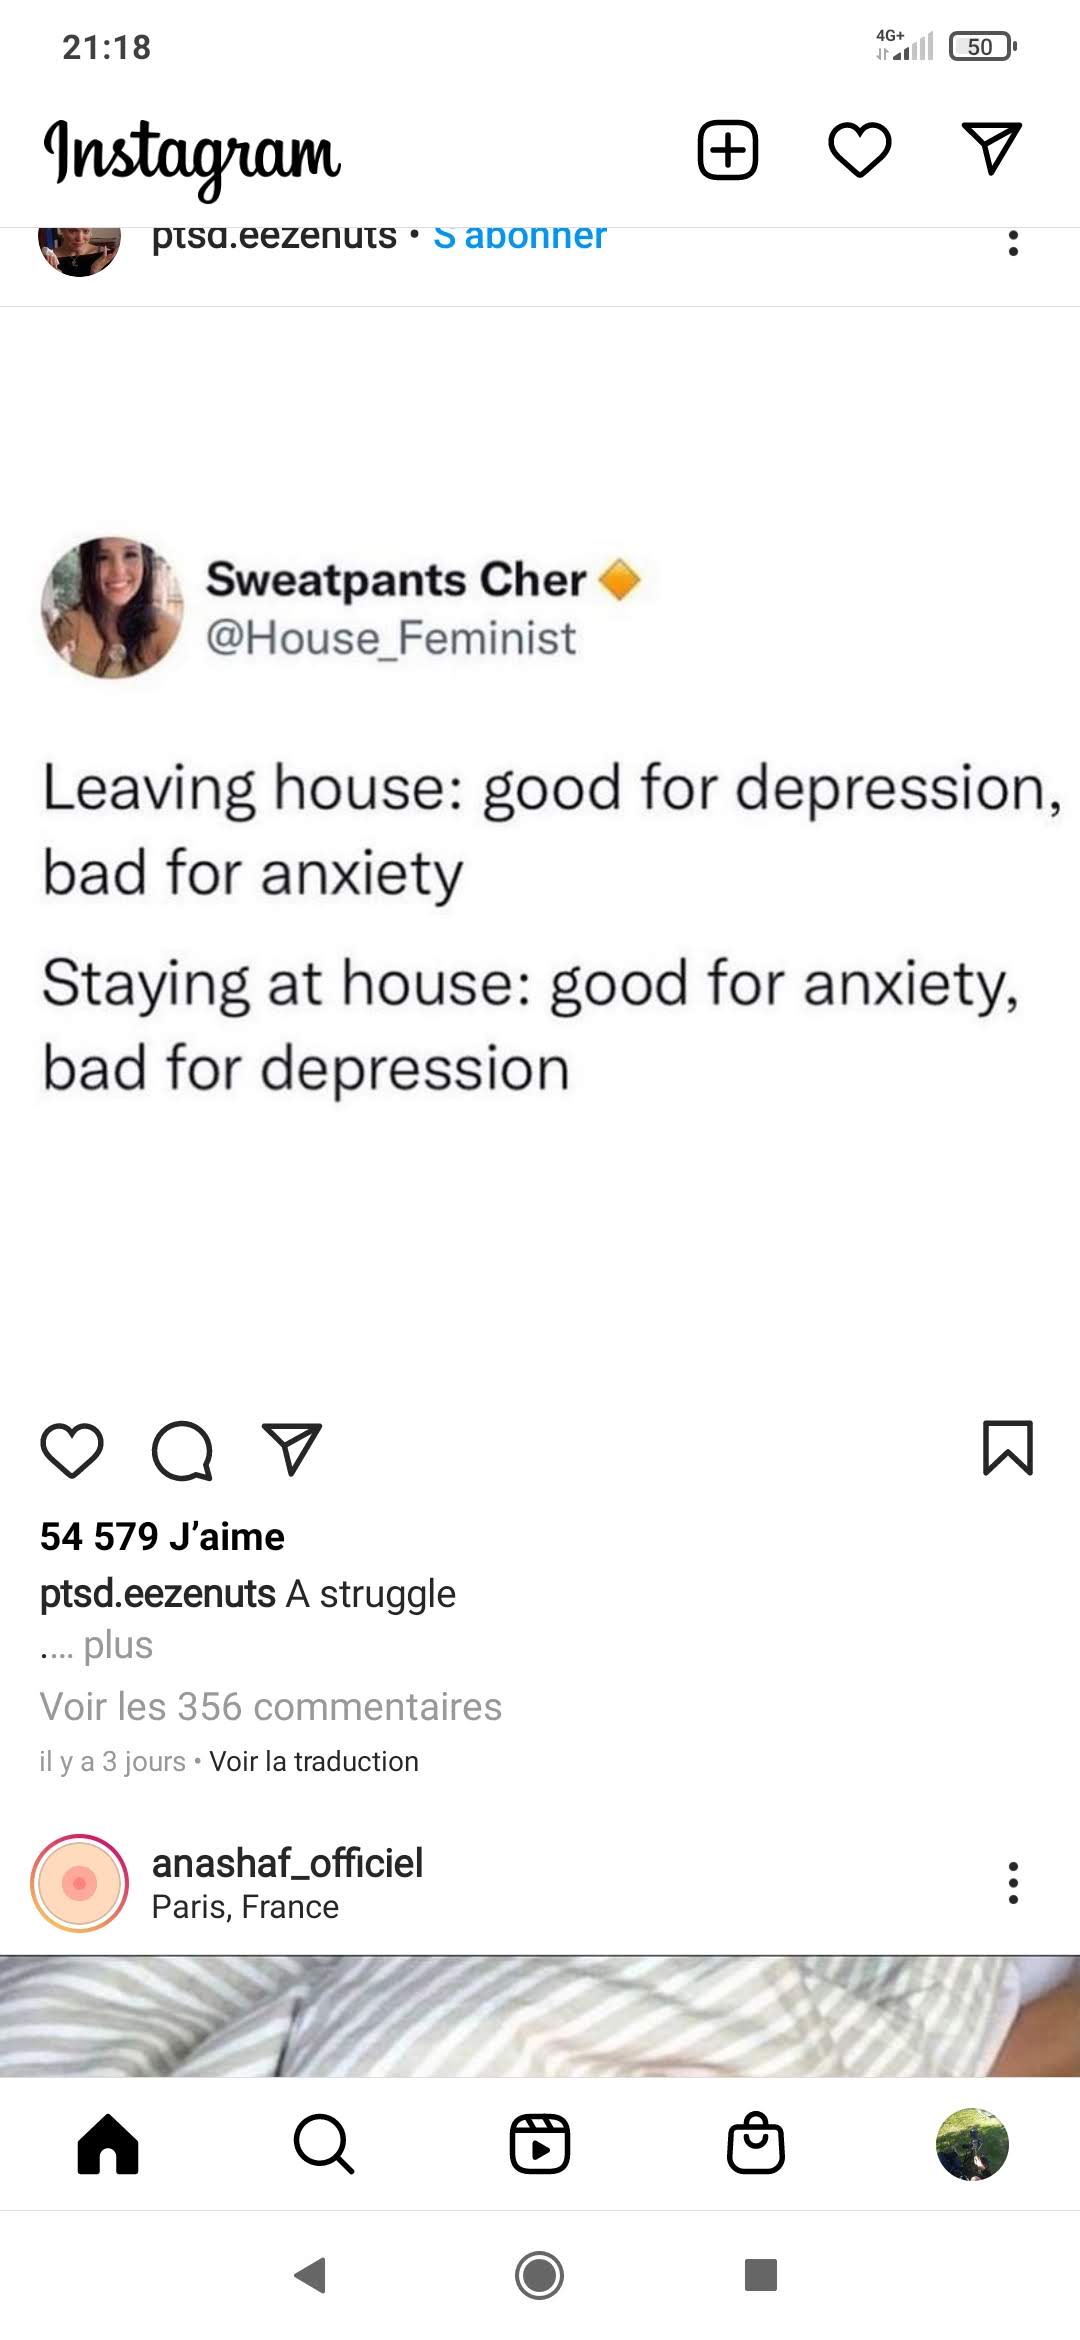 21:18
4G+
50
Instagram
ptsd.eezenuts • S'abonner
Sweatpants Cher🔶
@House_Feminist
Leaving house: good for depression,
bad for anxiety
Staying at house: good for anxiety,
bad for depression
54 579 J’aime
ptsd.eezenuts A struggle
.... plus
Voir les 356 commentaires
il y a 3 jours • Voir la traduction
anashaf_officiel
Paris, France